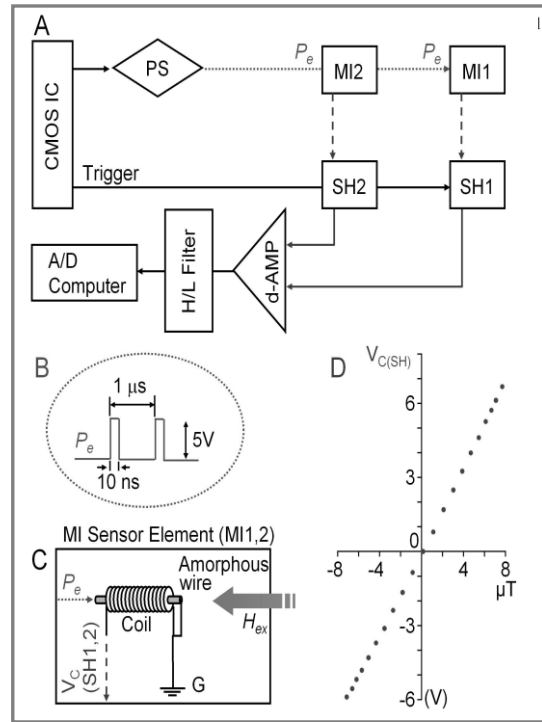 A
CMOS IC
PS
Pe
MI2
Pe
MI1
Trigger
SH2
SH1
A/D
Computer
H/L Filter
d-AMP
B
1 μs
Pe
5V
10 ns
MI Sensor Element (MI1,2)
C
Pe
Amorphous
wire
Coil
Hex
VC
(SH1,2)
G
D
VC(SH)
6
3
0
-8
-4
4
8
μT
-3
-6
(V)